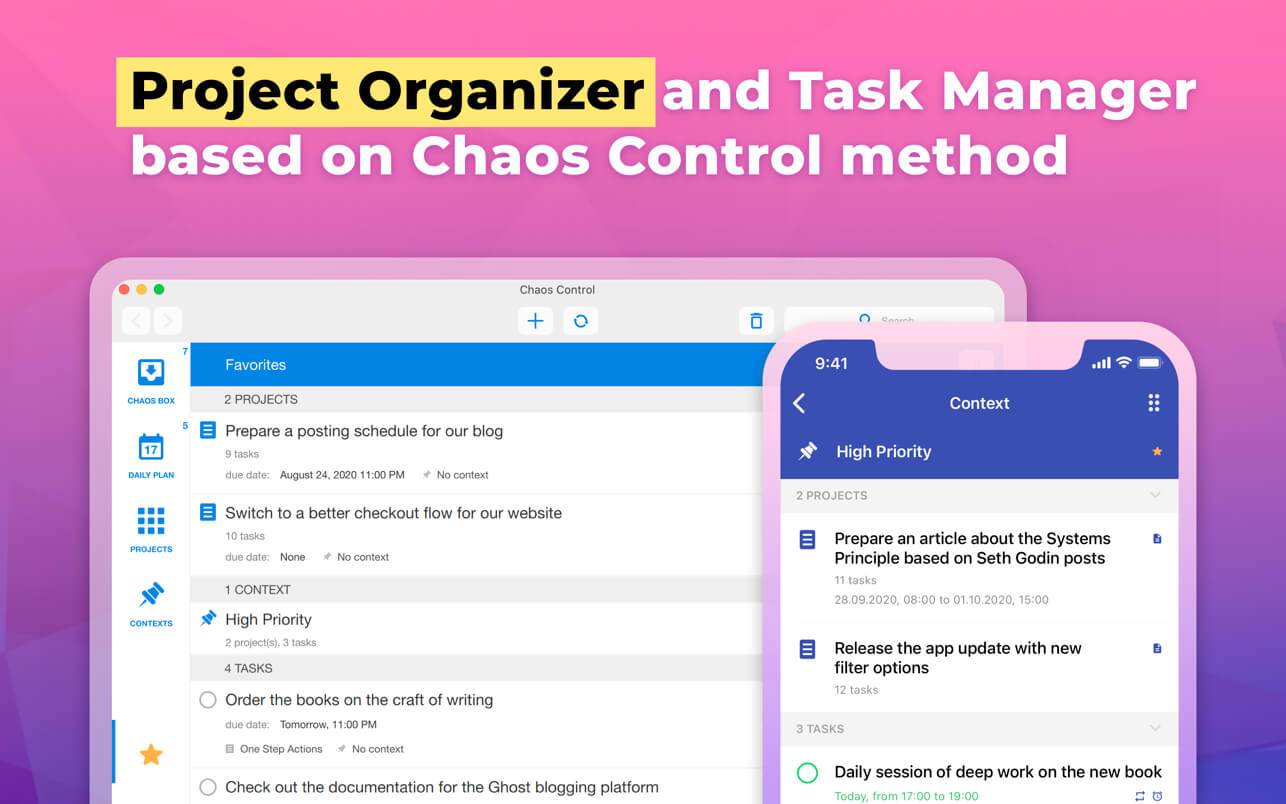 Project Organizer and Task Manager
based on Chaos Control method
Chaos Control
Search
7
CHAOS BOX
5
17
DAILY PLAN
PROJECTS
CONTEXTS
Favorites
2 PROJECTS
Prepare a posting schedule for our blog
9 tasks
due date: August 24, 2020 11:00 PM No context
Switch to a better checkout flow for our website
10 tasks
due date: None No context
1 CONTEXT
High Priority
2 project(s), 3 tasks
4 TASKS
Order the books on the craft of writing
due date: Tomorrow, 11:00 PM
One Step Actions No context
Check out the documentation for the Ghost blogging platform
9:41
Context
High Priority
2 PROJECTS
Prepare an article about the Systems
Principle based on Seth Godin posts
11 tasks
28.09.2020, 08:00 to 01.10.2020, 15:00
Release the app update with new
filter options
12 tasks
3 TASKS
Daily session of deep work on the new book
Today, from 17:00 to 19:00